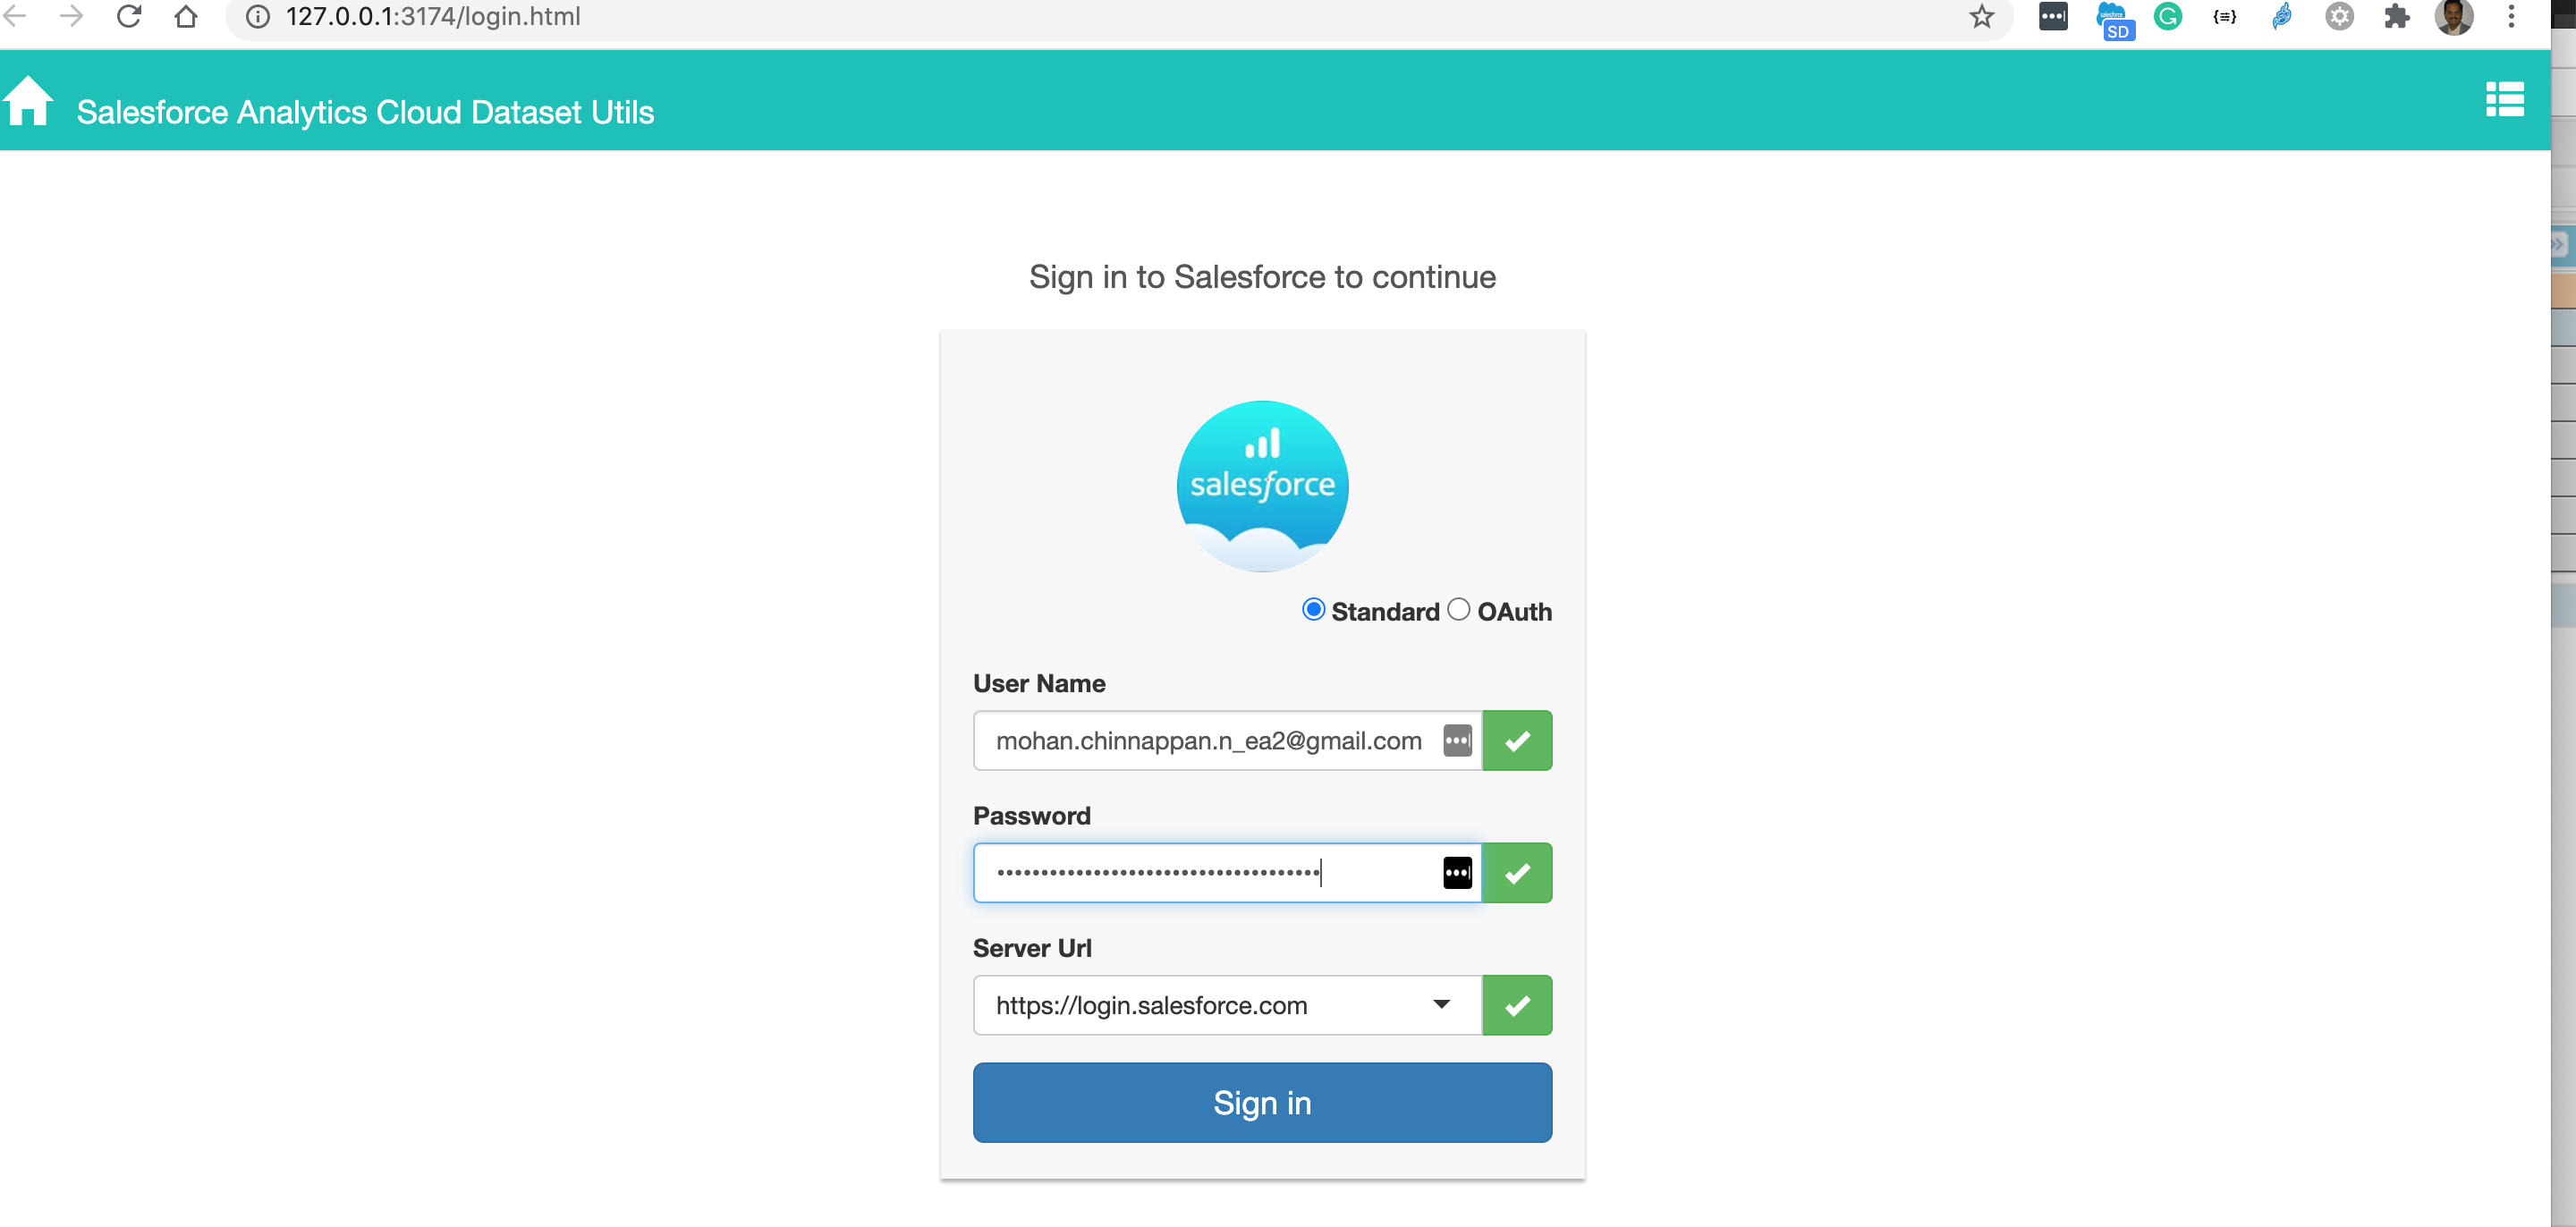 127.0.0.1:3174/login.html
salesforce
SD
Salesforce Analytics Cloud Dataset Utils
Sign in to Salesforce to continue
salesforce
Standard OAuth
User Name
mohan.chinnappan.n_ea2@gmail.com
Password
Server Url
https://login.salesforce.com
Sign in